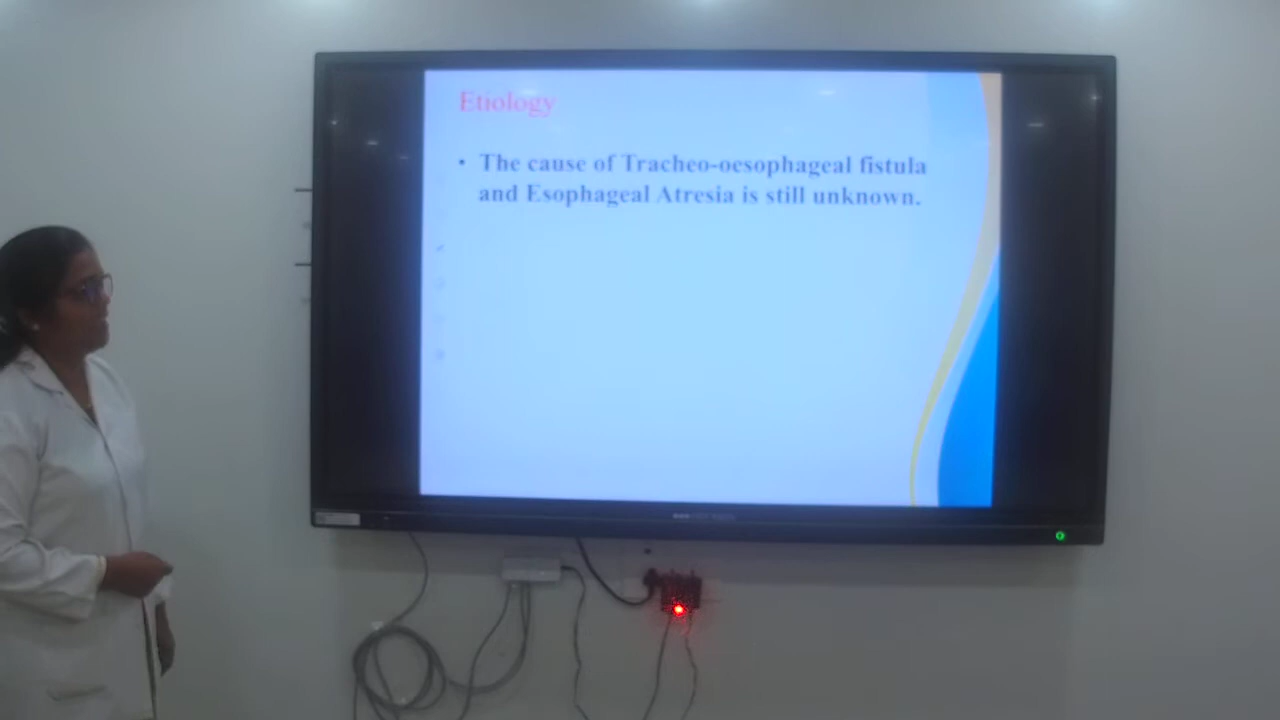 Etiology
• The cause of Tracheo-oesophageal fistula
and Esophageal Atresia is still unknown.